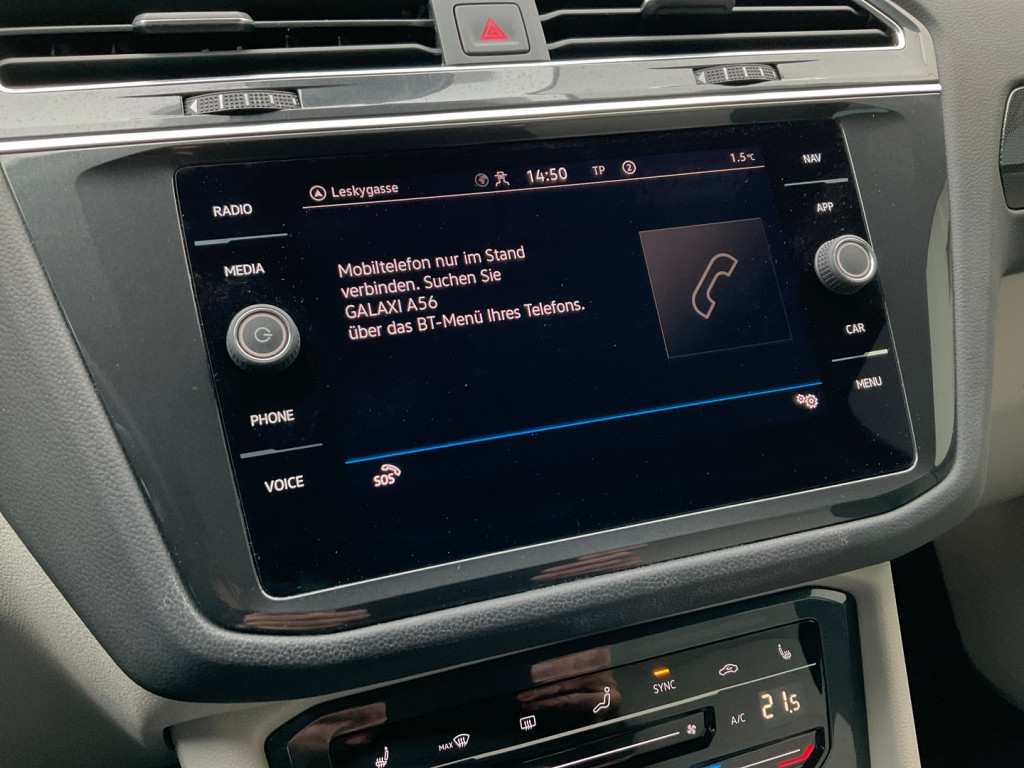 Leskygasse 14:50 TP 2 1.5°C
RADIO
MEDIA
PHONE
VOICE
Mobiltelefon nur im Stand
verbinden. Suchen Sie
GALAXI A56
über das BT-Menü Ihres Telefons.
SOS
NAV
APP
CAR
MENU
MAX
SYNC
A/C 21.5